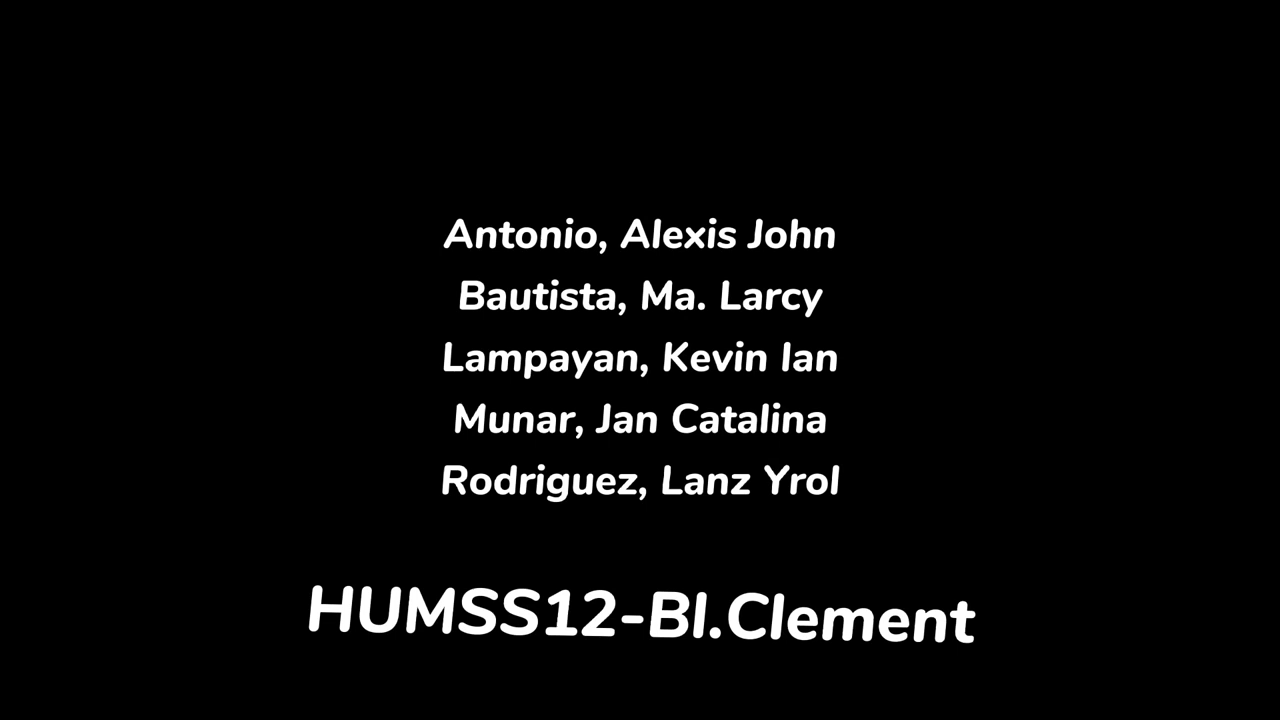 Antonio, Alexis John
Bautista, Ma. Larcy
Lampayan, Kevin Ian
Munar, Jan Catalina
Rodriguez, Lanz Yrol
HUMSS12-Bl.Clement